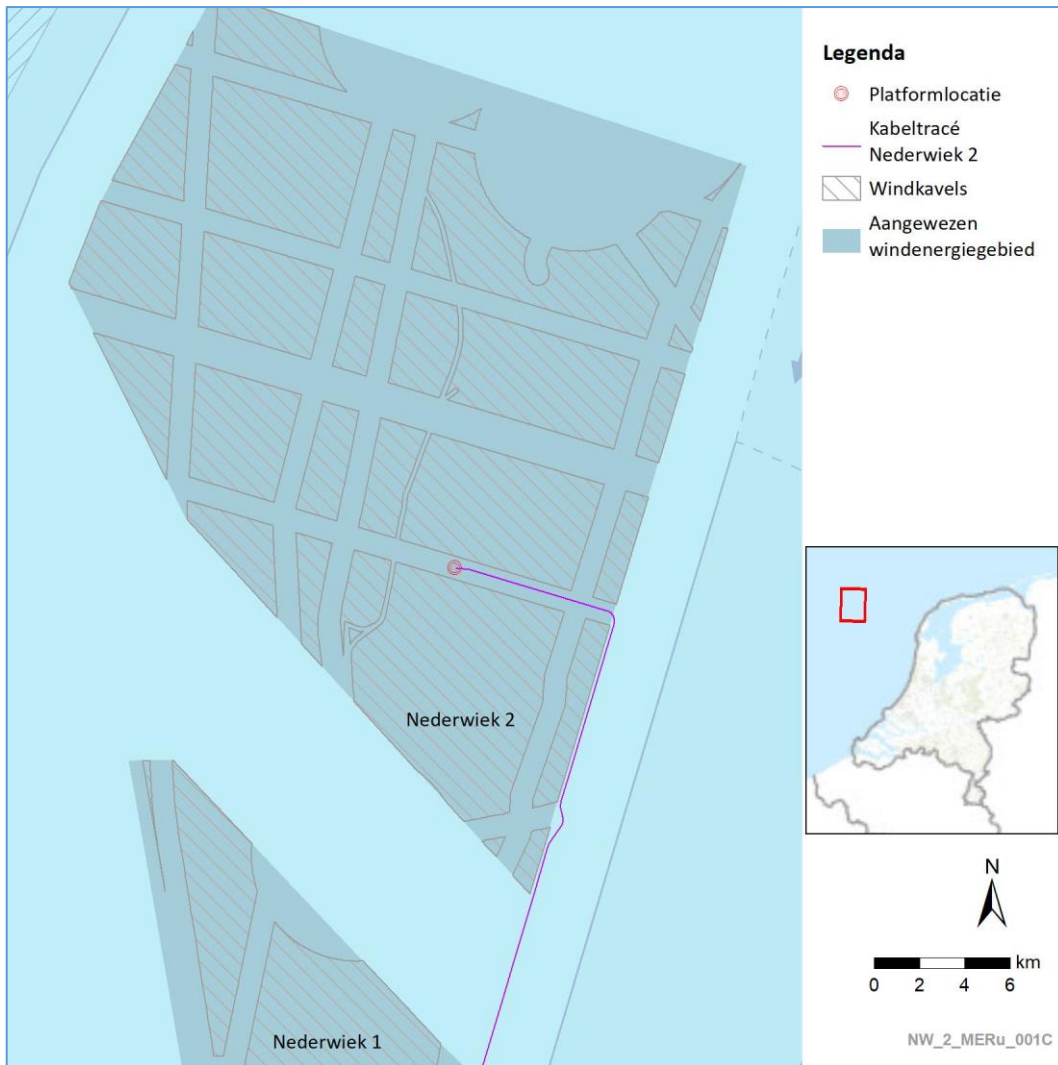 Legenda
Platformlocatie
Kabeltracé
Nederwiek 2
Windkavels
Aangewezen
windenergiegebied
Nederwiek 2
Nederwiek 1
N
km
0 2 4 6
NW_2_MERu_001C